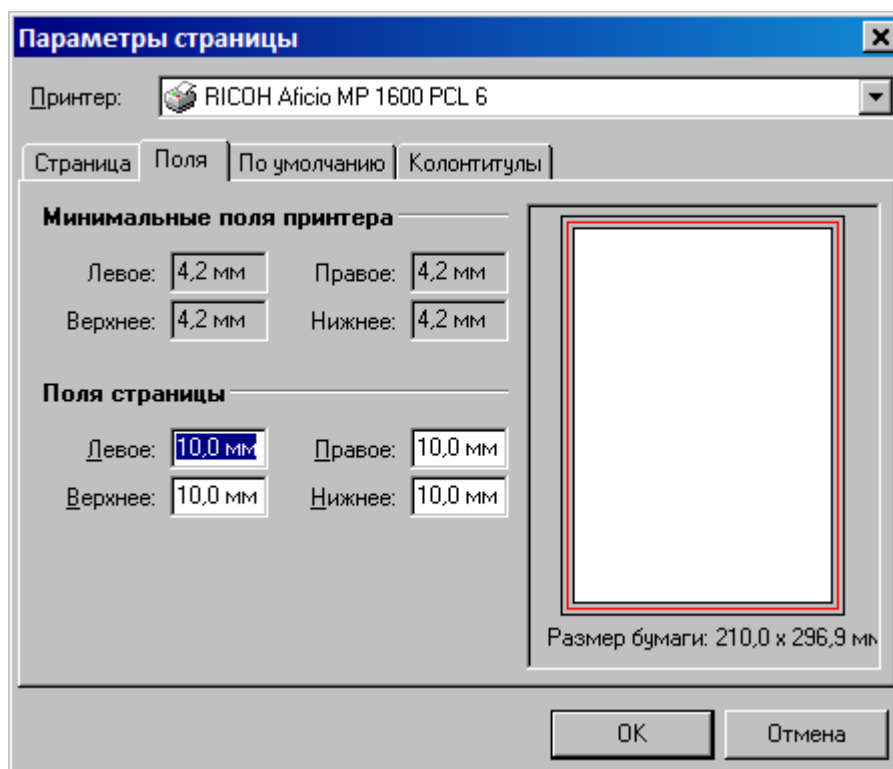 Параметры страницы
Принтер: RICOH Aficio MP 1600 PCL 6
Страница Поля По умолчанию Колонтитулы
Минимальные поля принтера
Левое: 4,2 мм Правое: 4,2 мм
Верхнее: 4,2 мм Нижнее: 4,2 мм
Поля страницы
Левое: 10,0 мм Правое: 10,0 мм
Верхнее: 10,0 мм Нижнее: 10,0 мм
Размер бумаги: 210,0 x 296,9 мм
OK Отмена